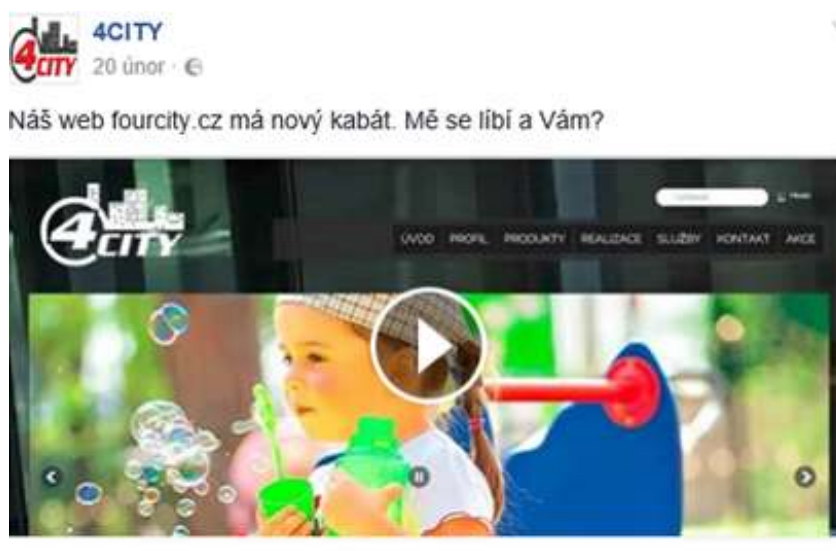 4CITY
4CITY
20 únor
Náš web fourcity.cz má nový kabát. Mě se líbí a Vám?
4CITY
ÚVOD PROFIL PRODUKTY REALIZACE SLUŽBY KONTAKT AKCE